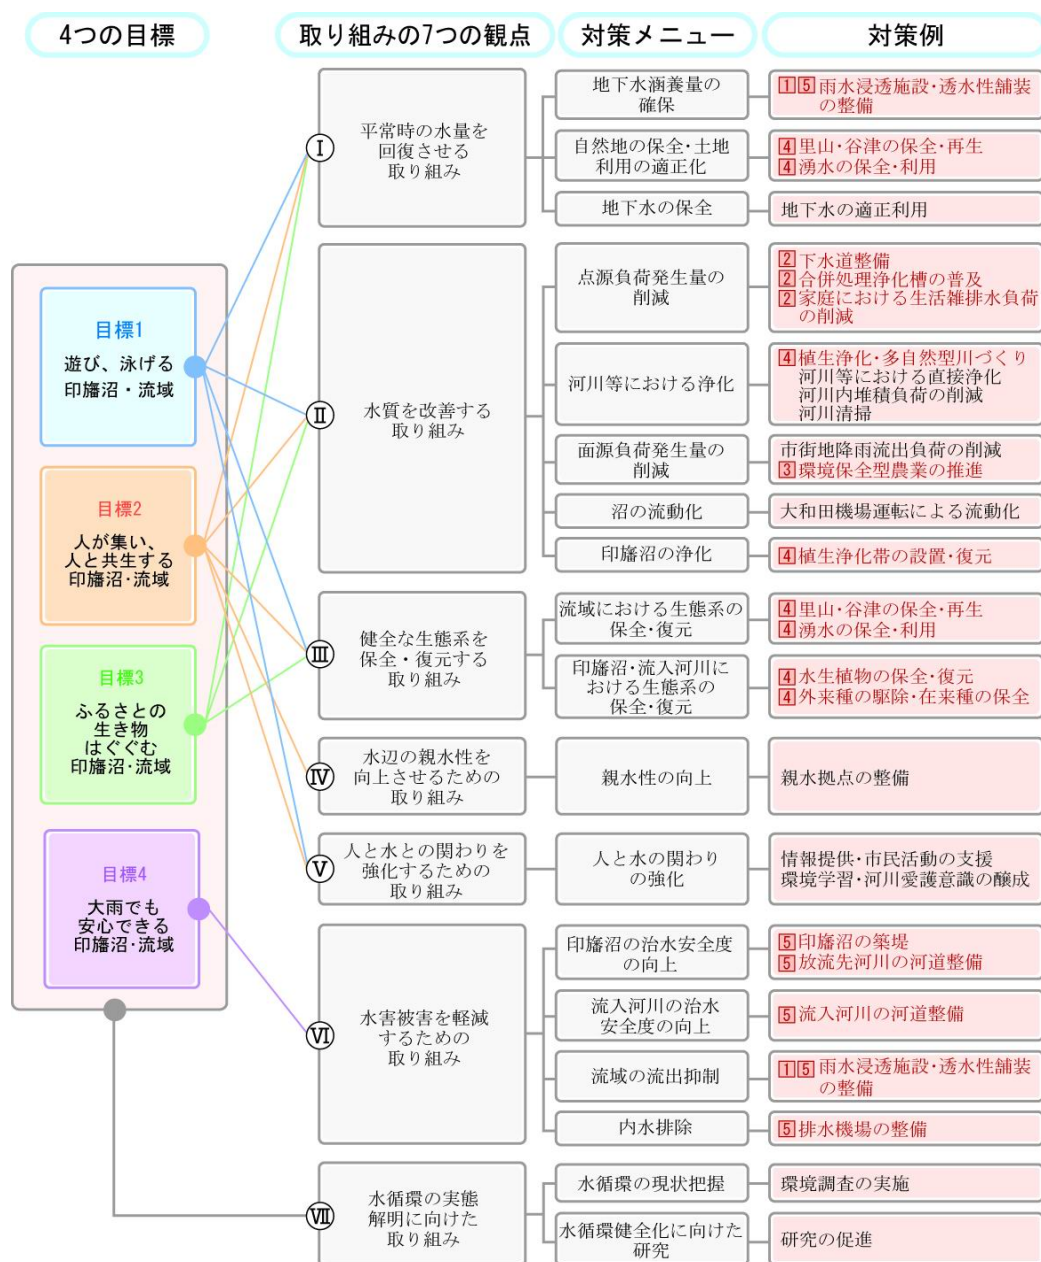 4つの目標
取り組みの7つの観点
対策メニュー
対策例
目標1
遊び、泳げる
印旛沼・流域
目標2
人が集い、
人と共生する
印旛沼・流域
目標3
ふるさとの
生き物
はぐぐむ
印旛沼・流域
目標4
大雨でも
安心できる
印旛沼・流域
Ⅰ
平常時の水量を
回復させる
取り組み
地下水涵養量の
確保
1 5 雨水浸透施設・透水性舗装
の整備
自然地の保全・土地
利用の適正化
4 里山・谷津の保全・再生
4 湧水の保全・利用
地下水の保全
地下水の適正利用
Ⅱ
水質を改善する
取り組み
点源負荷発生量の
削減
2 下水道整備
2 合併処理浄化槽の普及
2 家庭における生活雑排水負荷
の削減
河川等における浄化
4 植生浄化・多自然型川づくり
河川等における直接浄化
河川内堆積負荷の削減
河川清掃
面源負荷発生量の
削減
市街地降雨流出負荷の削減
3 環境保全型農業の推進
沼の流動化
大和田機場運転による流動化
印旛沼の浄化
4 植生浄化帯の設置・復元
Ⅲ
健全な生態系を
保全・復元する
取り組み
流域における生態系の
保全・復元
4 里山・谷津の保全・再生
4 湧水の保全・利用
印旛沼・流入河川に
おける生態系の
保全・復元
4 水生植物の保全・復元
4 外来種の駆除・在来種の保全
Ⅳ
水辺の親水性を
向上させるための
取り組み
親水性の向上
親水拠点の整備
Ⅴ
人と水との関わりを
強化するための
取り組み
人と水の関わり
の強化
情報提供・市民活動の支援
環境学習・河川愛護意識の醸成
Ⅵ
水害被害を軽減
するための
取り組み
印旛沼の治水安全度
の向上
5 印旛沼の築堤
5 放流先河川の河道整備
流入河川の治水
安全度の向上
5 流入河川の河道整備
流域の流出抑制
1 5 雨水浸透施設・透水性舗装
の整備
内水排除
5 排水機場の整備
Ⅶ
水循環の実態
解明に向けた
取り組み
水循環の現状把握
環境調査の実施
水循環健全化に向けた
研究
研究の促進